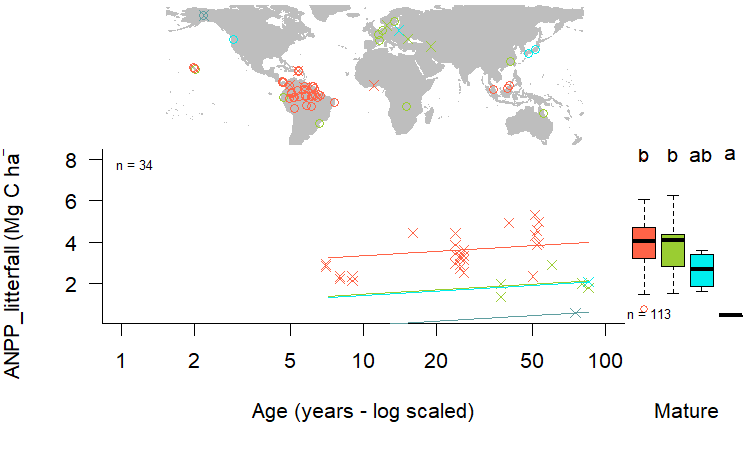 b b ab a
ANPP_litterfall (Mg C ha
n = 34
8
6
4
2
n = 113
1 2 5 10 20 50 100
Age (years - log scaled)
Mature